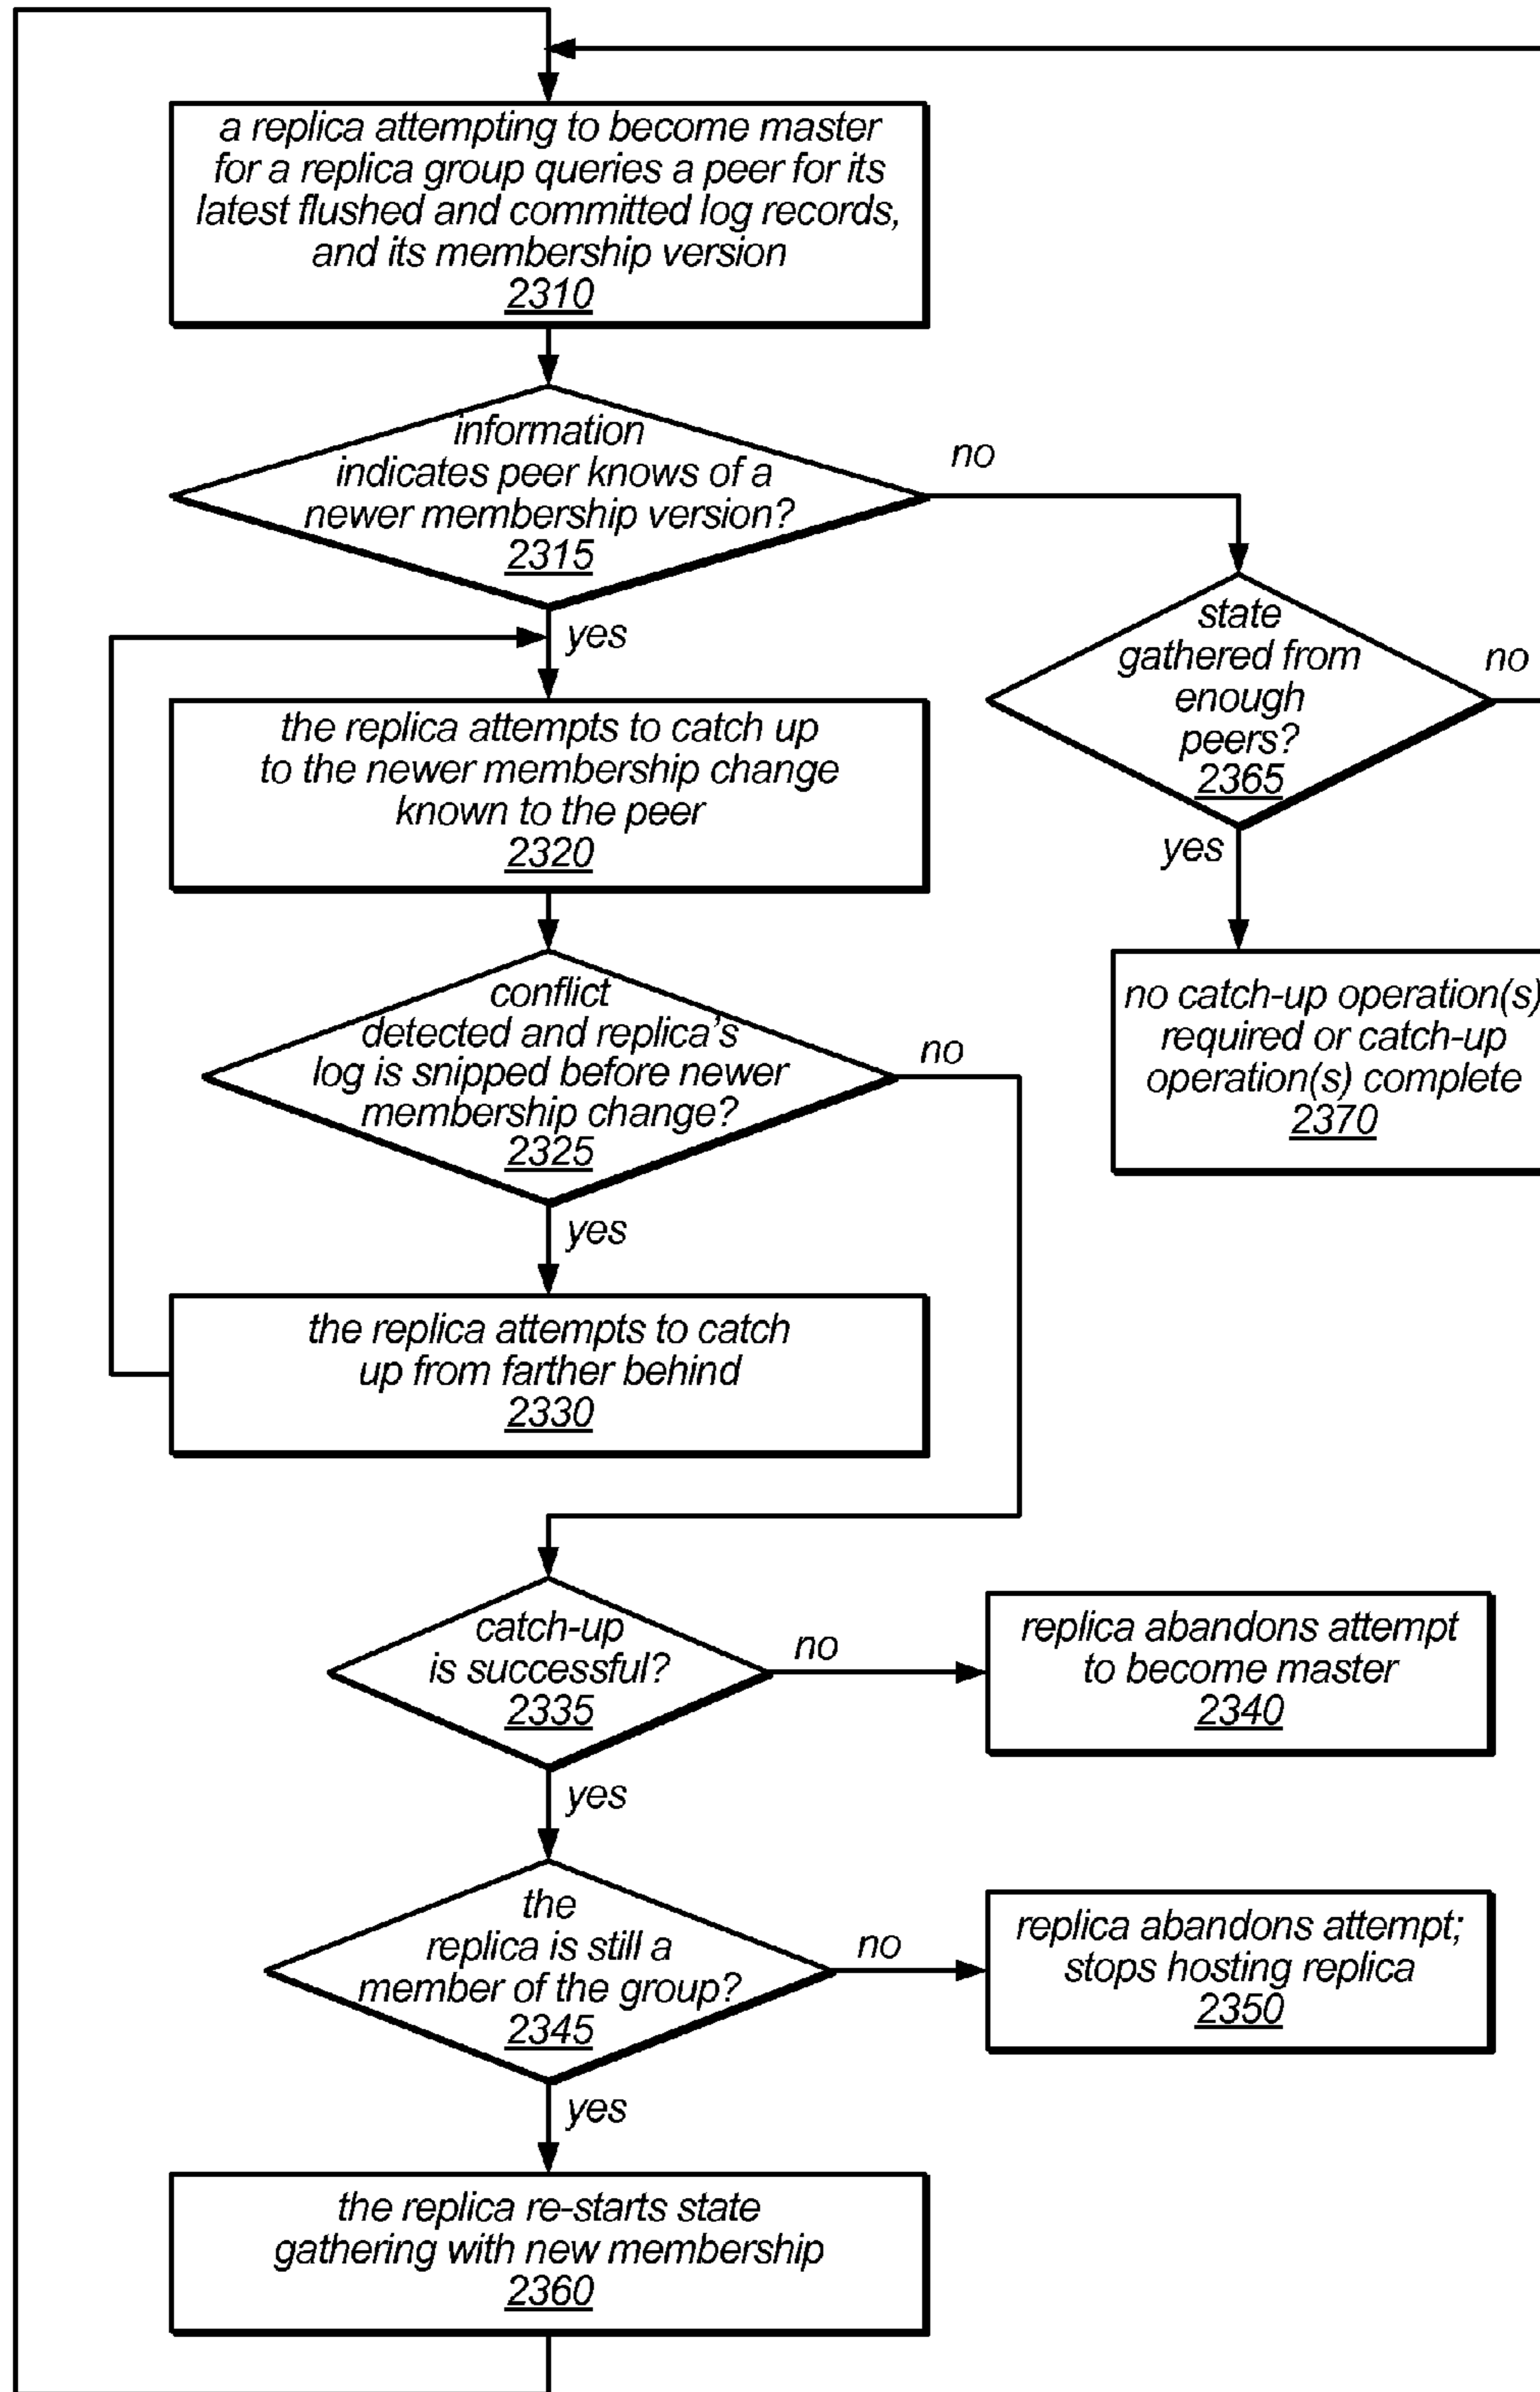 a replica attempting to become master
for a replica group queries a peer for its
latest flushed and committed log records,
and its membership version
2310
information
indicates peer knows of a
newer membership version?
2315
no
yes
state
gathered from
enough
peers?
2365
no
yes
the replica attempts to catch up
to the newer membership change
known to the peer
2320
no catch-up operation(s)
required or catch-up
operation(s) complete
2370
conflict
detected and replica's
log is snipped before newer
membership change?
2325
no
yes
the replica attempts to catch
up from farther behind
2330
catch-up
is successful?
2335
no
replica abandons attempt
to become master
2340
yes
the
replica is still a
member of the group?
2345
no
replica abandons attempt;
stops hosting replica
2350
yes
the replica re-starts state
gathering with new membership
2360